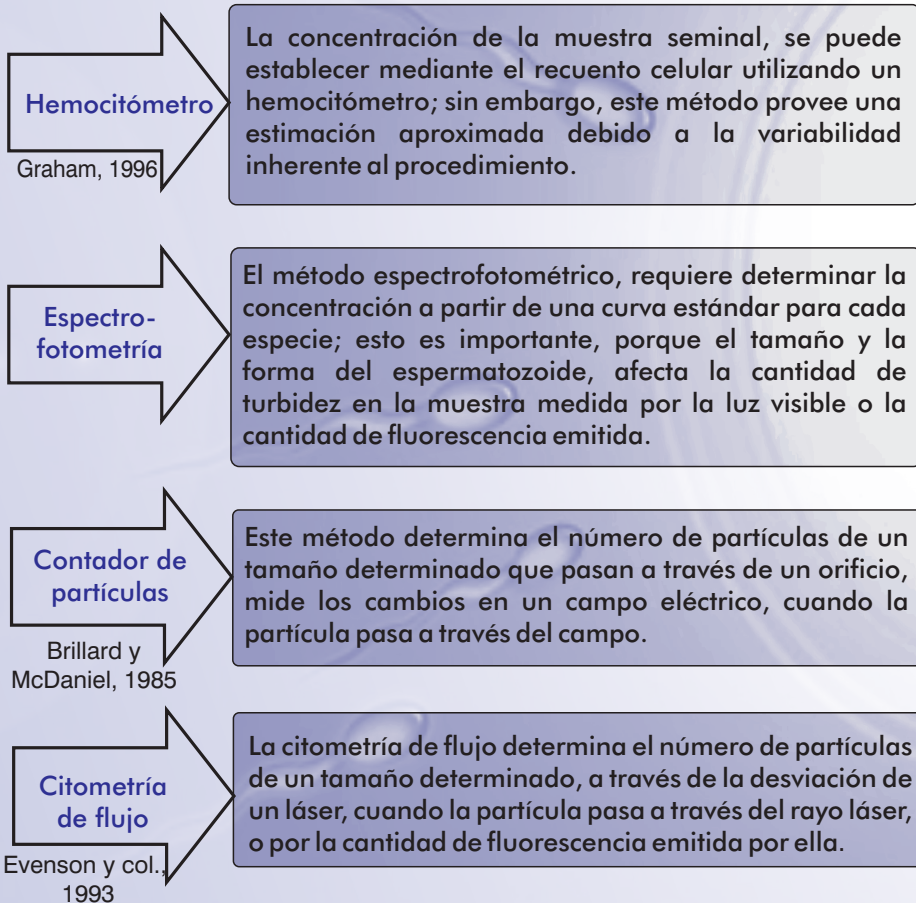 Hemocitómetro
Graham, 1996
La concentración de la muestra seminal, se puede
establecer mediante el recuento celular utilizando un
hemocitómetro; sin embargo, este método provee una
estimación aproximada debido a la variabilidad
inherente al procedimiento.
Espectro-
fotometría
El método espectrofotométrico, requiere determinar la
concentración a partir de una curva estándar para cada
especie; esto es importante, porque el tamaño y la
forma del espermatozoide, afecta la cantidad de
turbidez en la muestra medida por la luz visible o la
cantidad de fluorescencia emitida.
Contador de
partículas
Brillard y
McDaniel, 1985
Este método determina el número de partículas de un
tamaño determinado que pasan a través de un orificio,
mide los cambios en un campo eléctrico, cuando la
partícula pasa a través del campo.
Citometría
de flujo
Evenson y col.,
1993
La citometría de flujo determina el número de partículas
de un tamaño determinado, a través de la desviación de
un láser, cuando la partícula pasa a través del rayo láser,
o por la cantidad de fluorescencia emitida por ella.